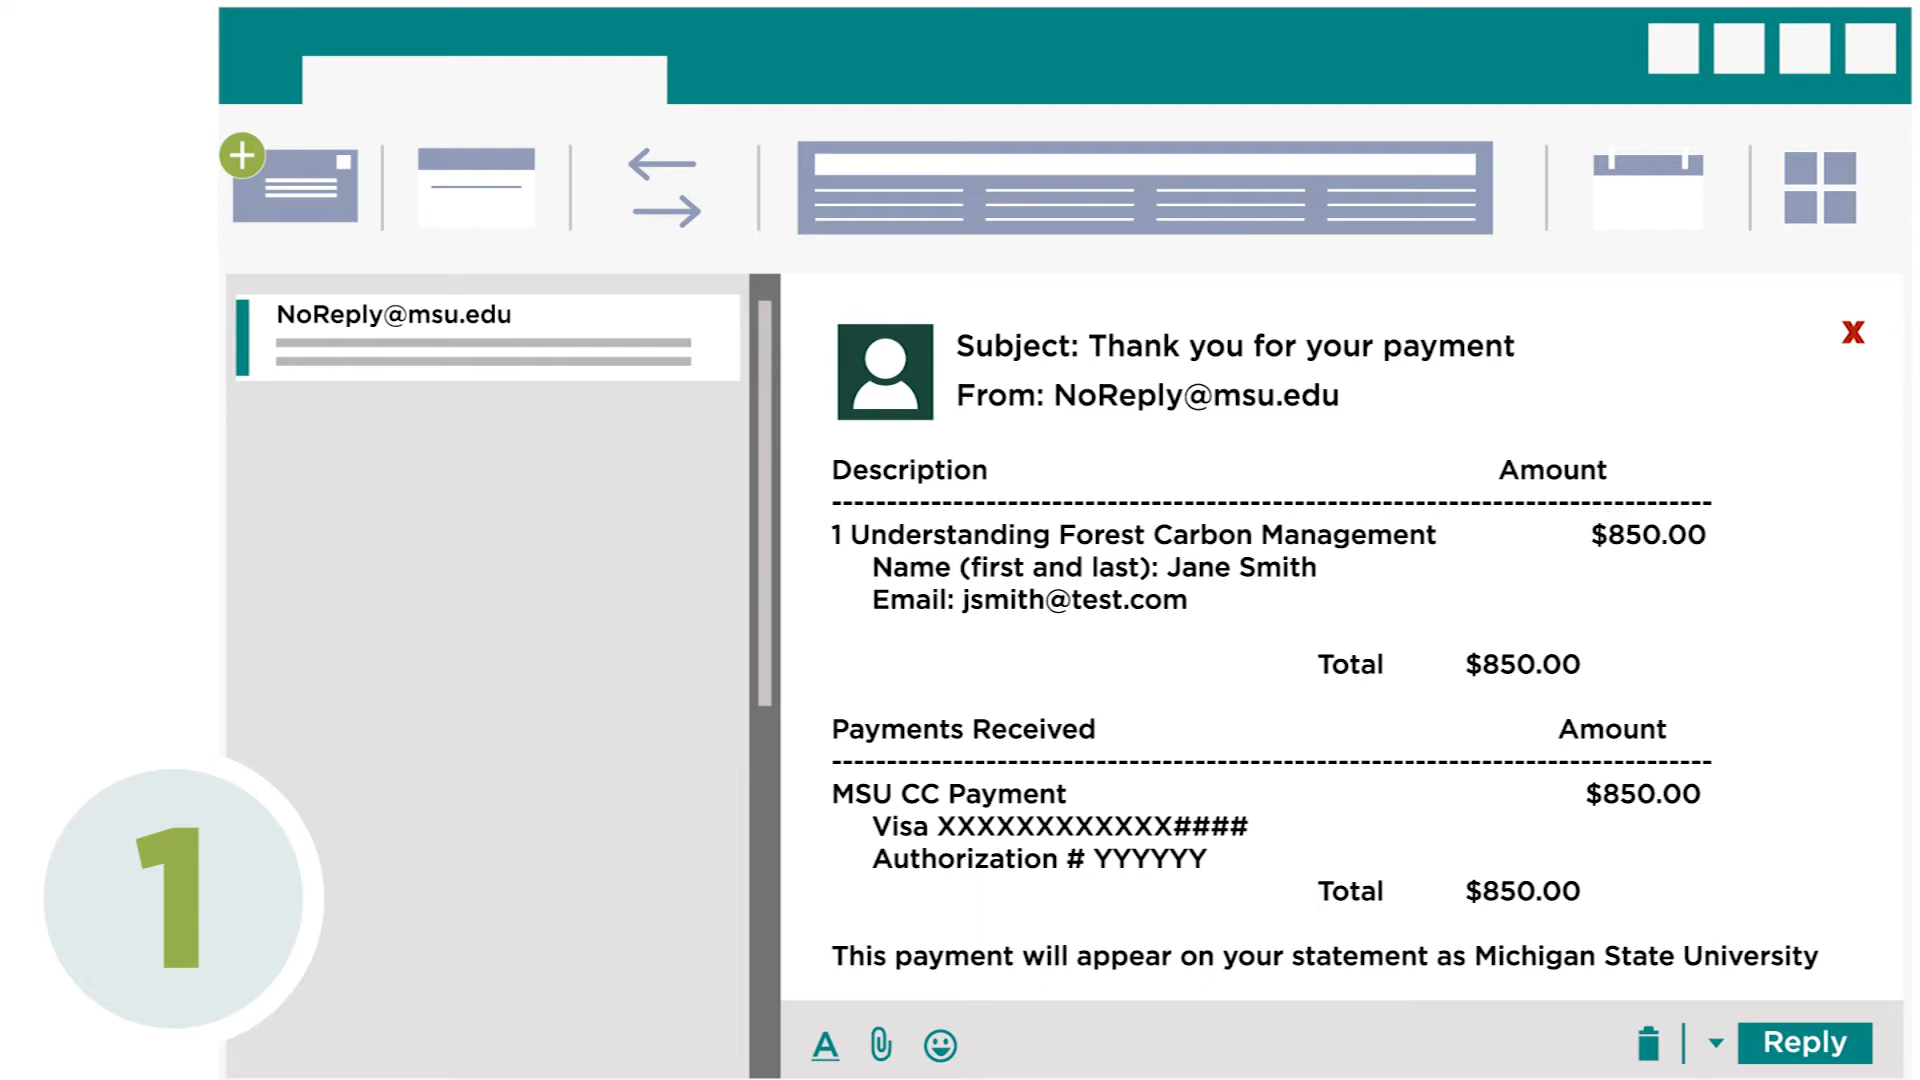 NoReply@msu.edu
X
Subject: Thank you for your payment
From: NoReply@msu.edu
Description Amount
--------------------------------------------------------------------------------
1 Understanding Forest Carbon Management $850.00
Name (first and last): Jane Smith
Email: jsmith@test.com
Total $850.00
Payments Received Amount
--------------------------------------------------------------------------------
MSU CC Payment $850.00
Visa XXXXXXXXXXXX####
Authorization # YYYYYY
Total $850.00
This payment will appear on your statement as Michigan State University
1
A Reply